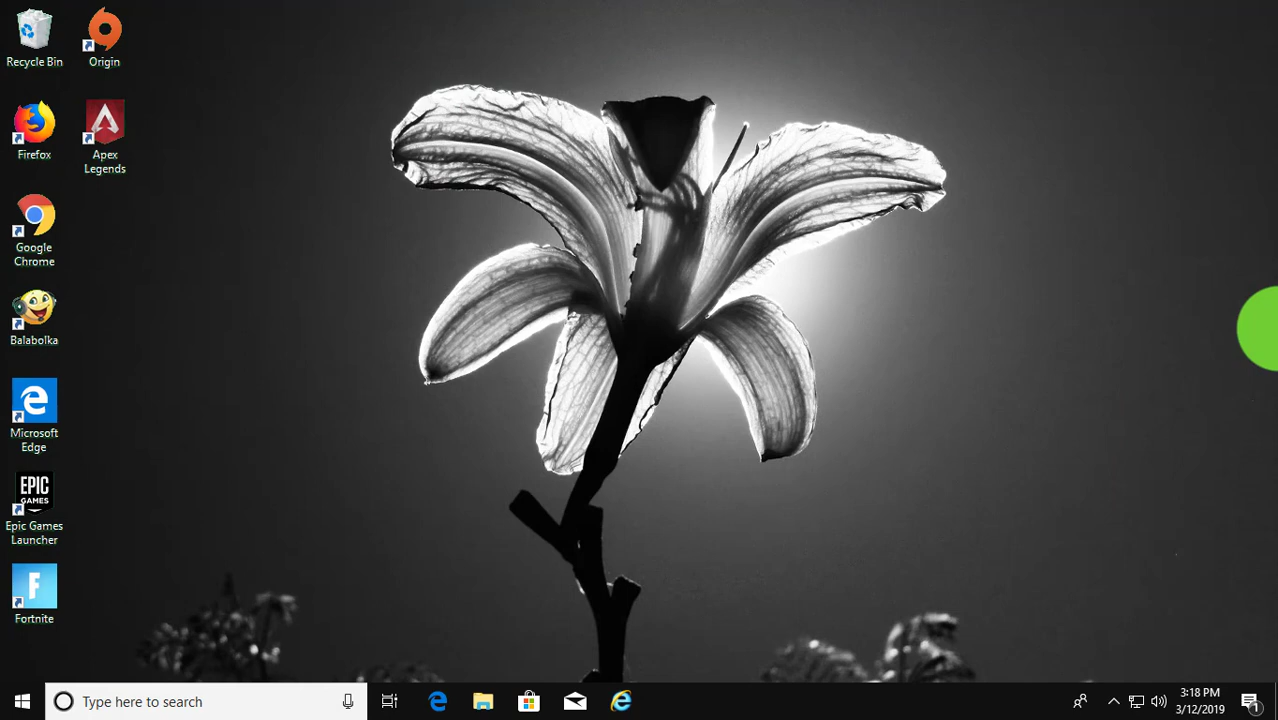 Recycle Bin
Origin
Firefox
Apex
Legends
Google
Chrome
Balabolka
Microsoft
Edge
EPIC
GAMES
Epic Games
Launcher
F
Fortnite
Type here to search
3:18 PM
3/12/2019
1